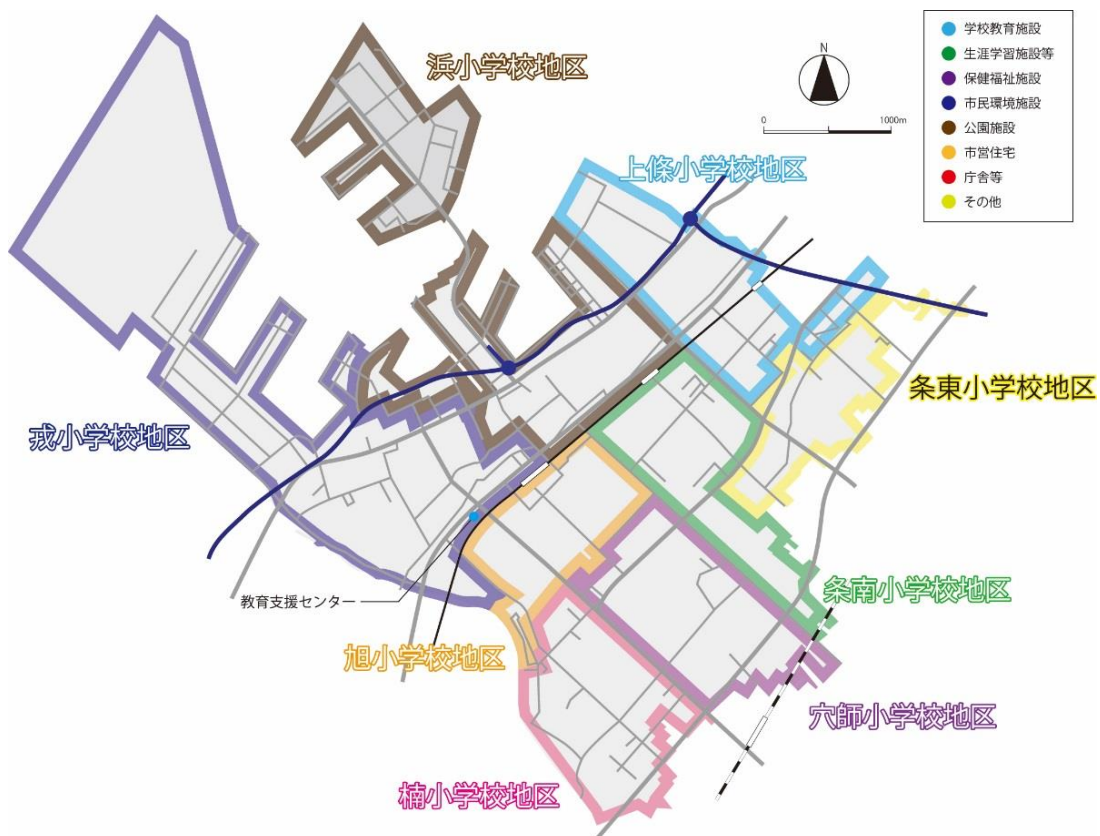 浜小学校地区
N
0
1000m
学校教育施設
生涯学習施設等
保健福祉施設
市民環境施設
公園施設
市営住宅
庁舎等
その他
上條小学校地区
条東小学校地区
戎小学校地区
教育支援センター
条南小学校地区
旭小学校地区
穴師小学校地区
楠小学校地区